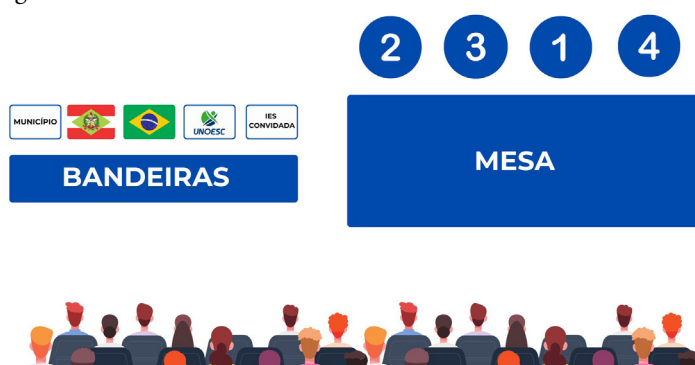 2 3 1 4
MUNICÍPIO
UNOESC
IES
CONVIDADA
BANDEIRAS
MESA